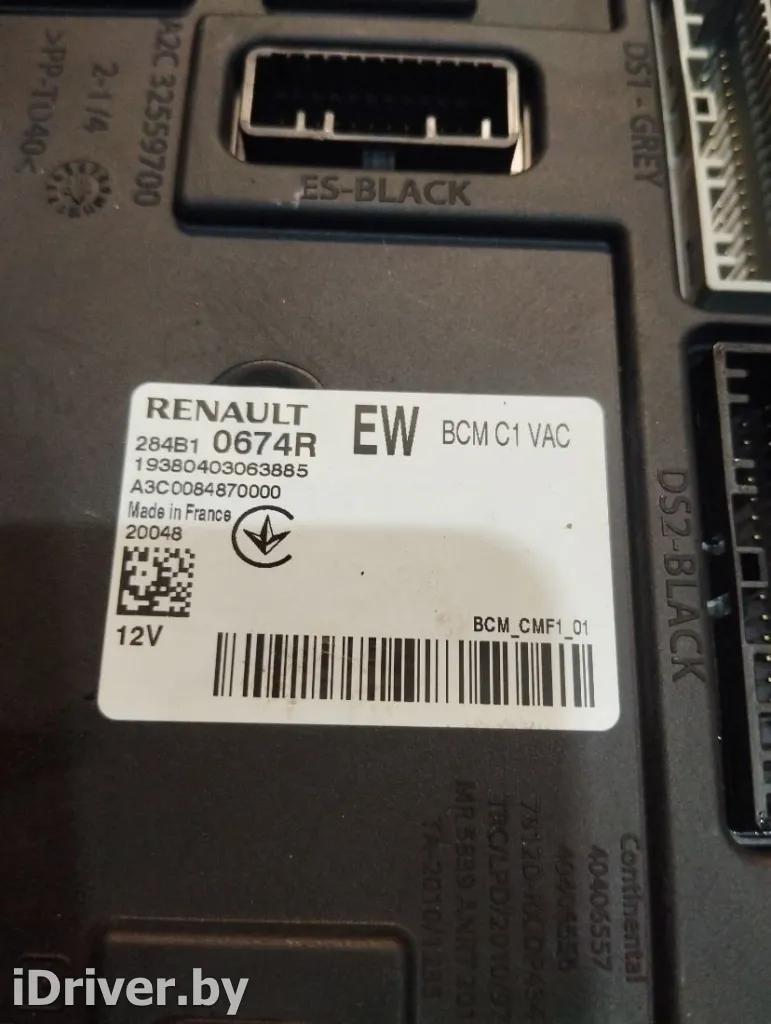 A2C 32559700
2-1/4
>PP-TD40<
ES-BLACK
DS1-GREY
RENAULT EW BCM C1 VAC
284B1 0674R
19380403063885
A3C0084870000
Made in France
20048
12V
BCM_CMF1_01
DS2-BLACK
Continental
40406557
iDriver.by